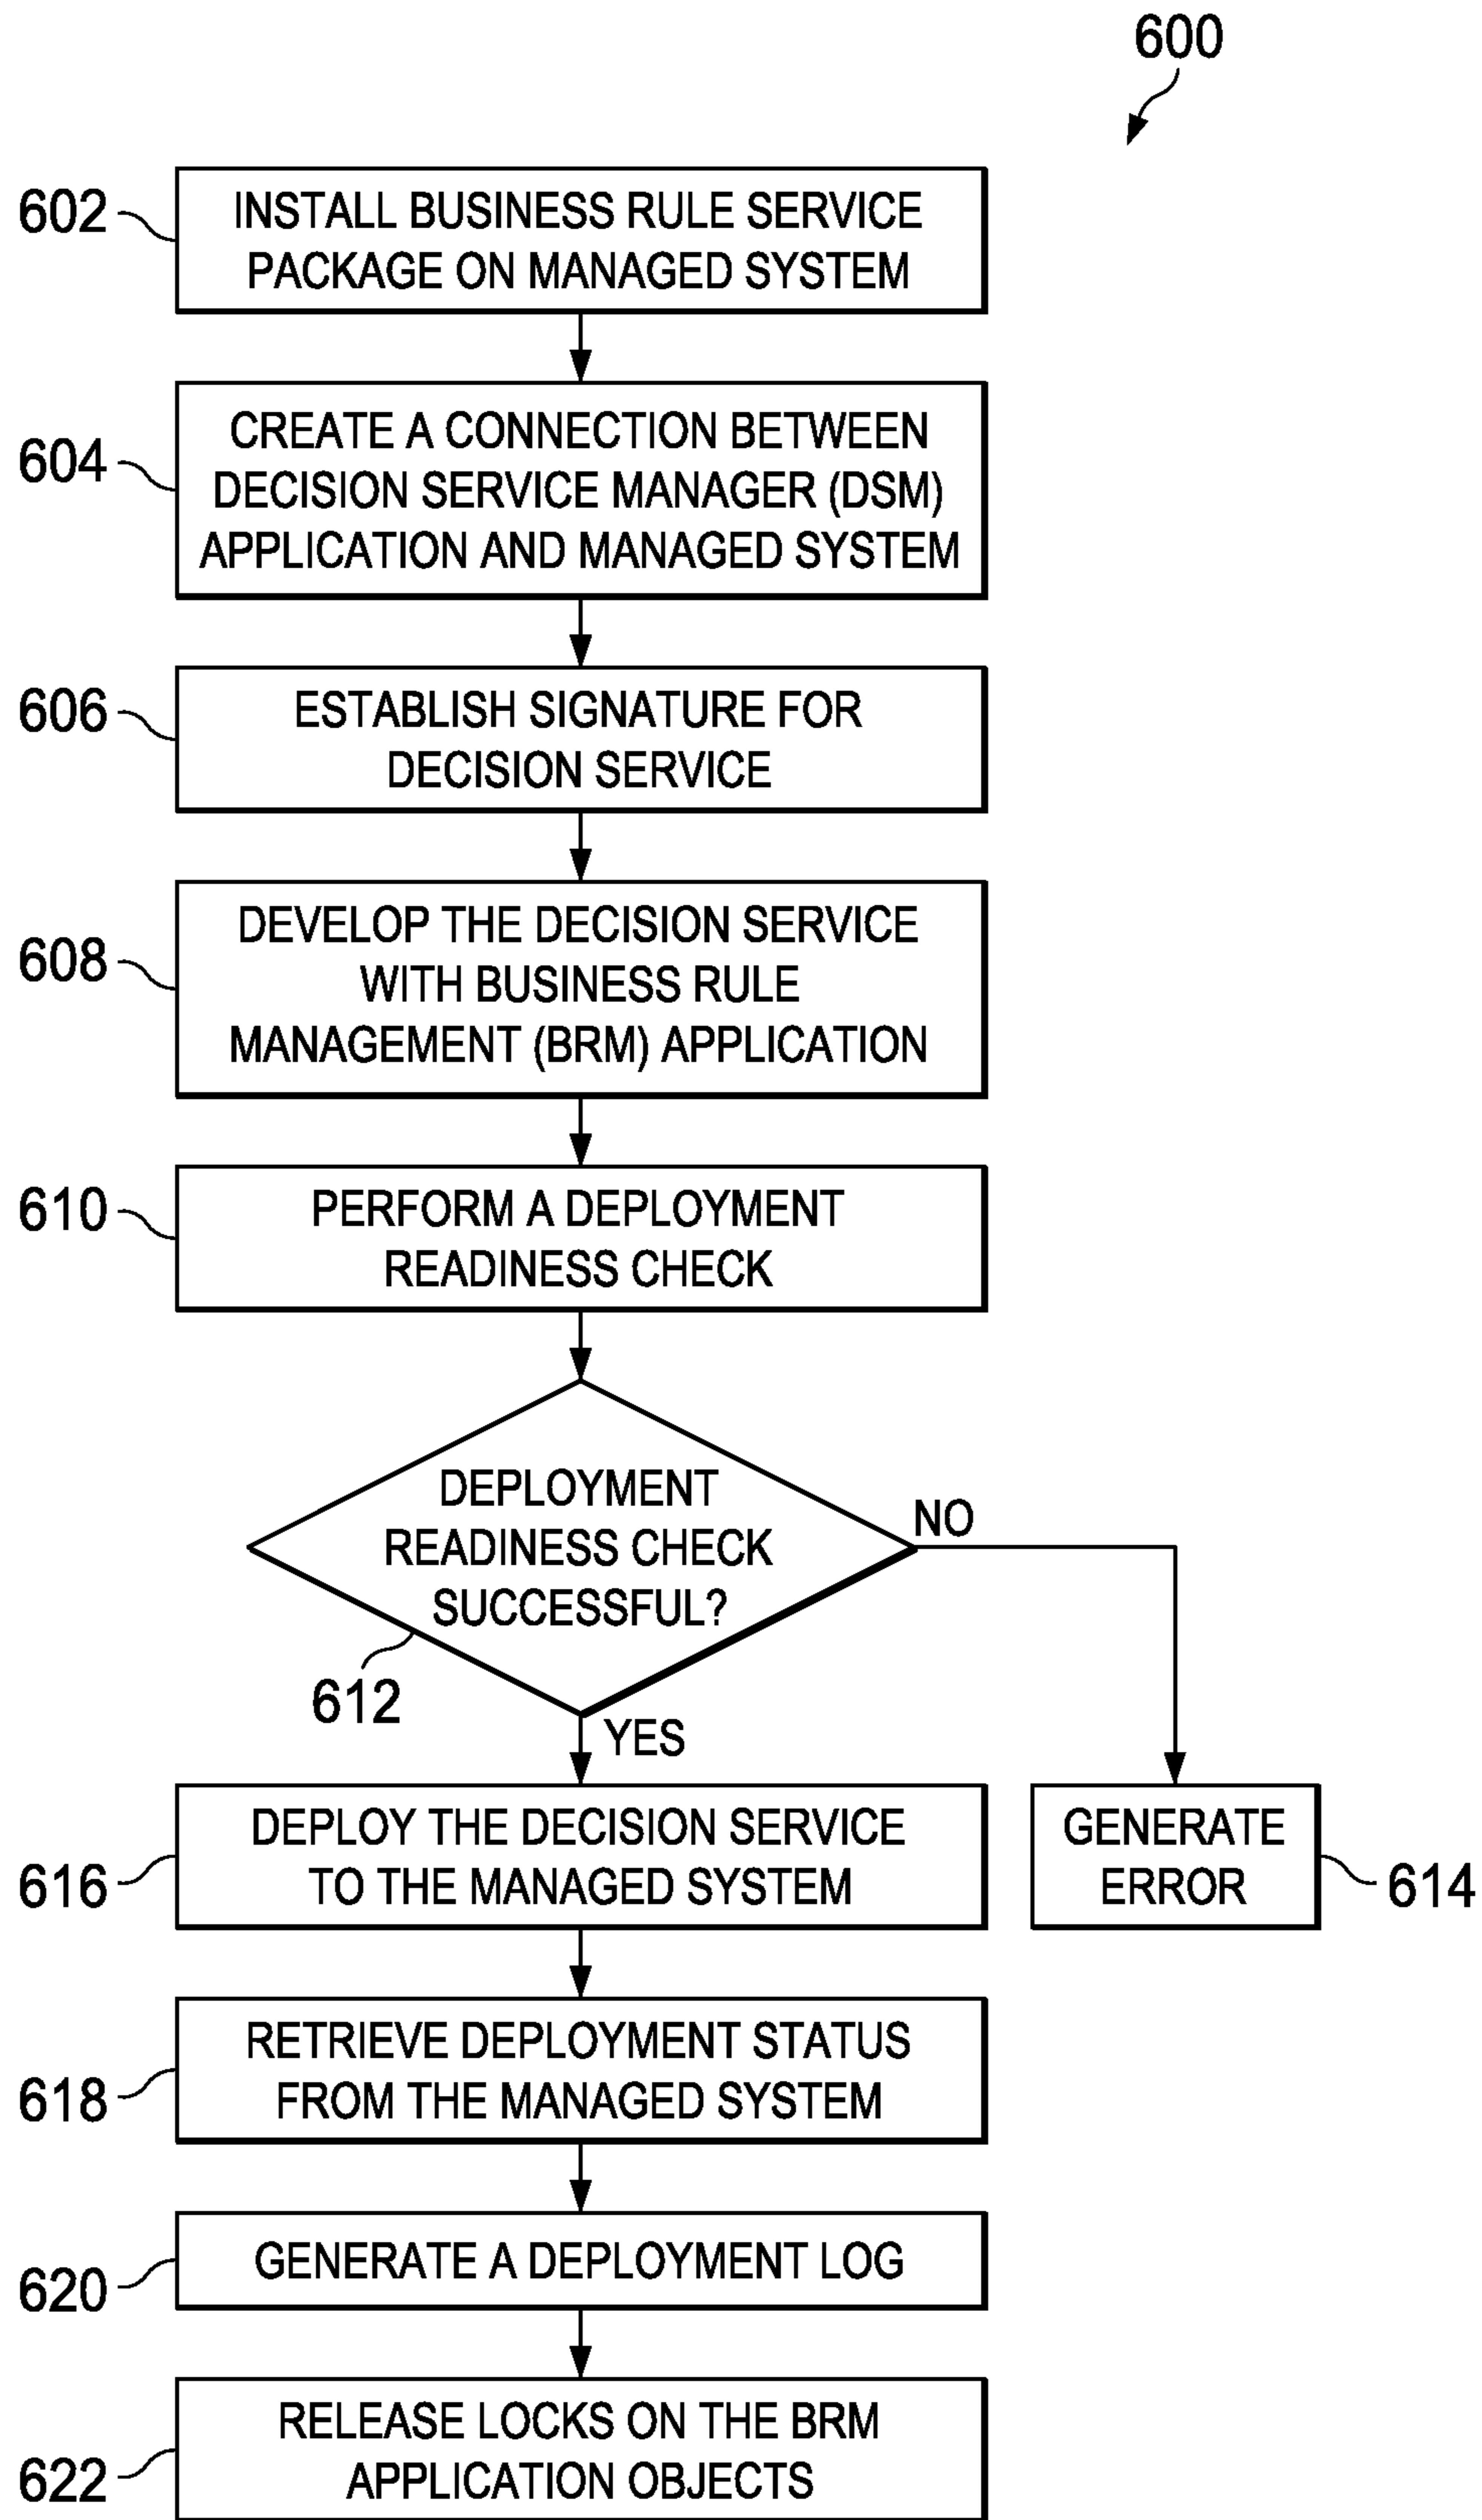 600
602
INSTALL BUSINESS RULE SERVICE
PACKAGE ON MANAGED SYSTEM
604
CREATE A CONNECTION BETWEEN
DECISION SERVICE MANAGER (DSM)
APPLICATION AND MANAGED SYSTEM
606
ESTABLISH SIGNATURE FOR
DECISION SERVICE
608
DEVELOP THE DECISION SERVICE
WITH BUSINESS RULE
MANAGEMENT (BRM) APPLICATION
610
PERFORM A DEPLOYMENT
READINESS CHECK
DEPLOYMENT
READINESS CHECK
SUCCESSFUL?
NO
612
YES
616
DEPLOY THE DECISION SERVICE
TO THE MANAGED SYSTEM
GENERATE
ERROR
614
618
RETRIEVE DEPLOYMENT STATUS
FROM THE MANAGED SYSTEM
620
GENERATE A DEPLOYMENT LOG
622
RELEASE LOCKS ON THE BRM
APPLICATION OBJECTS